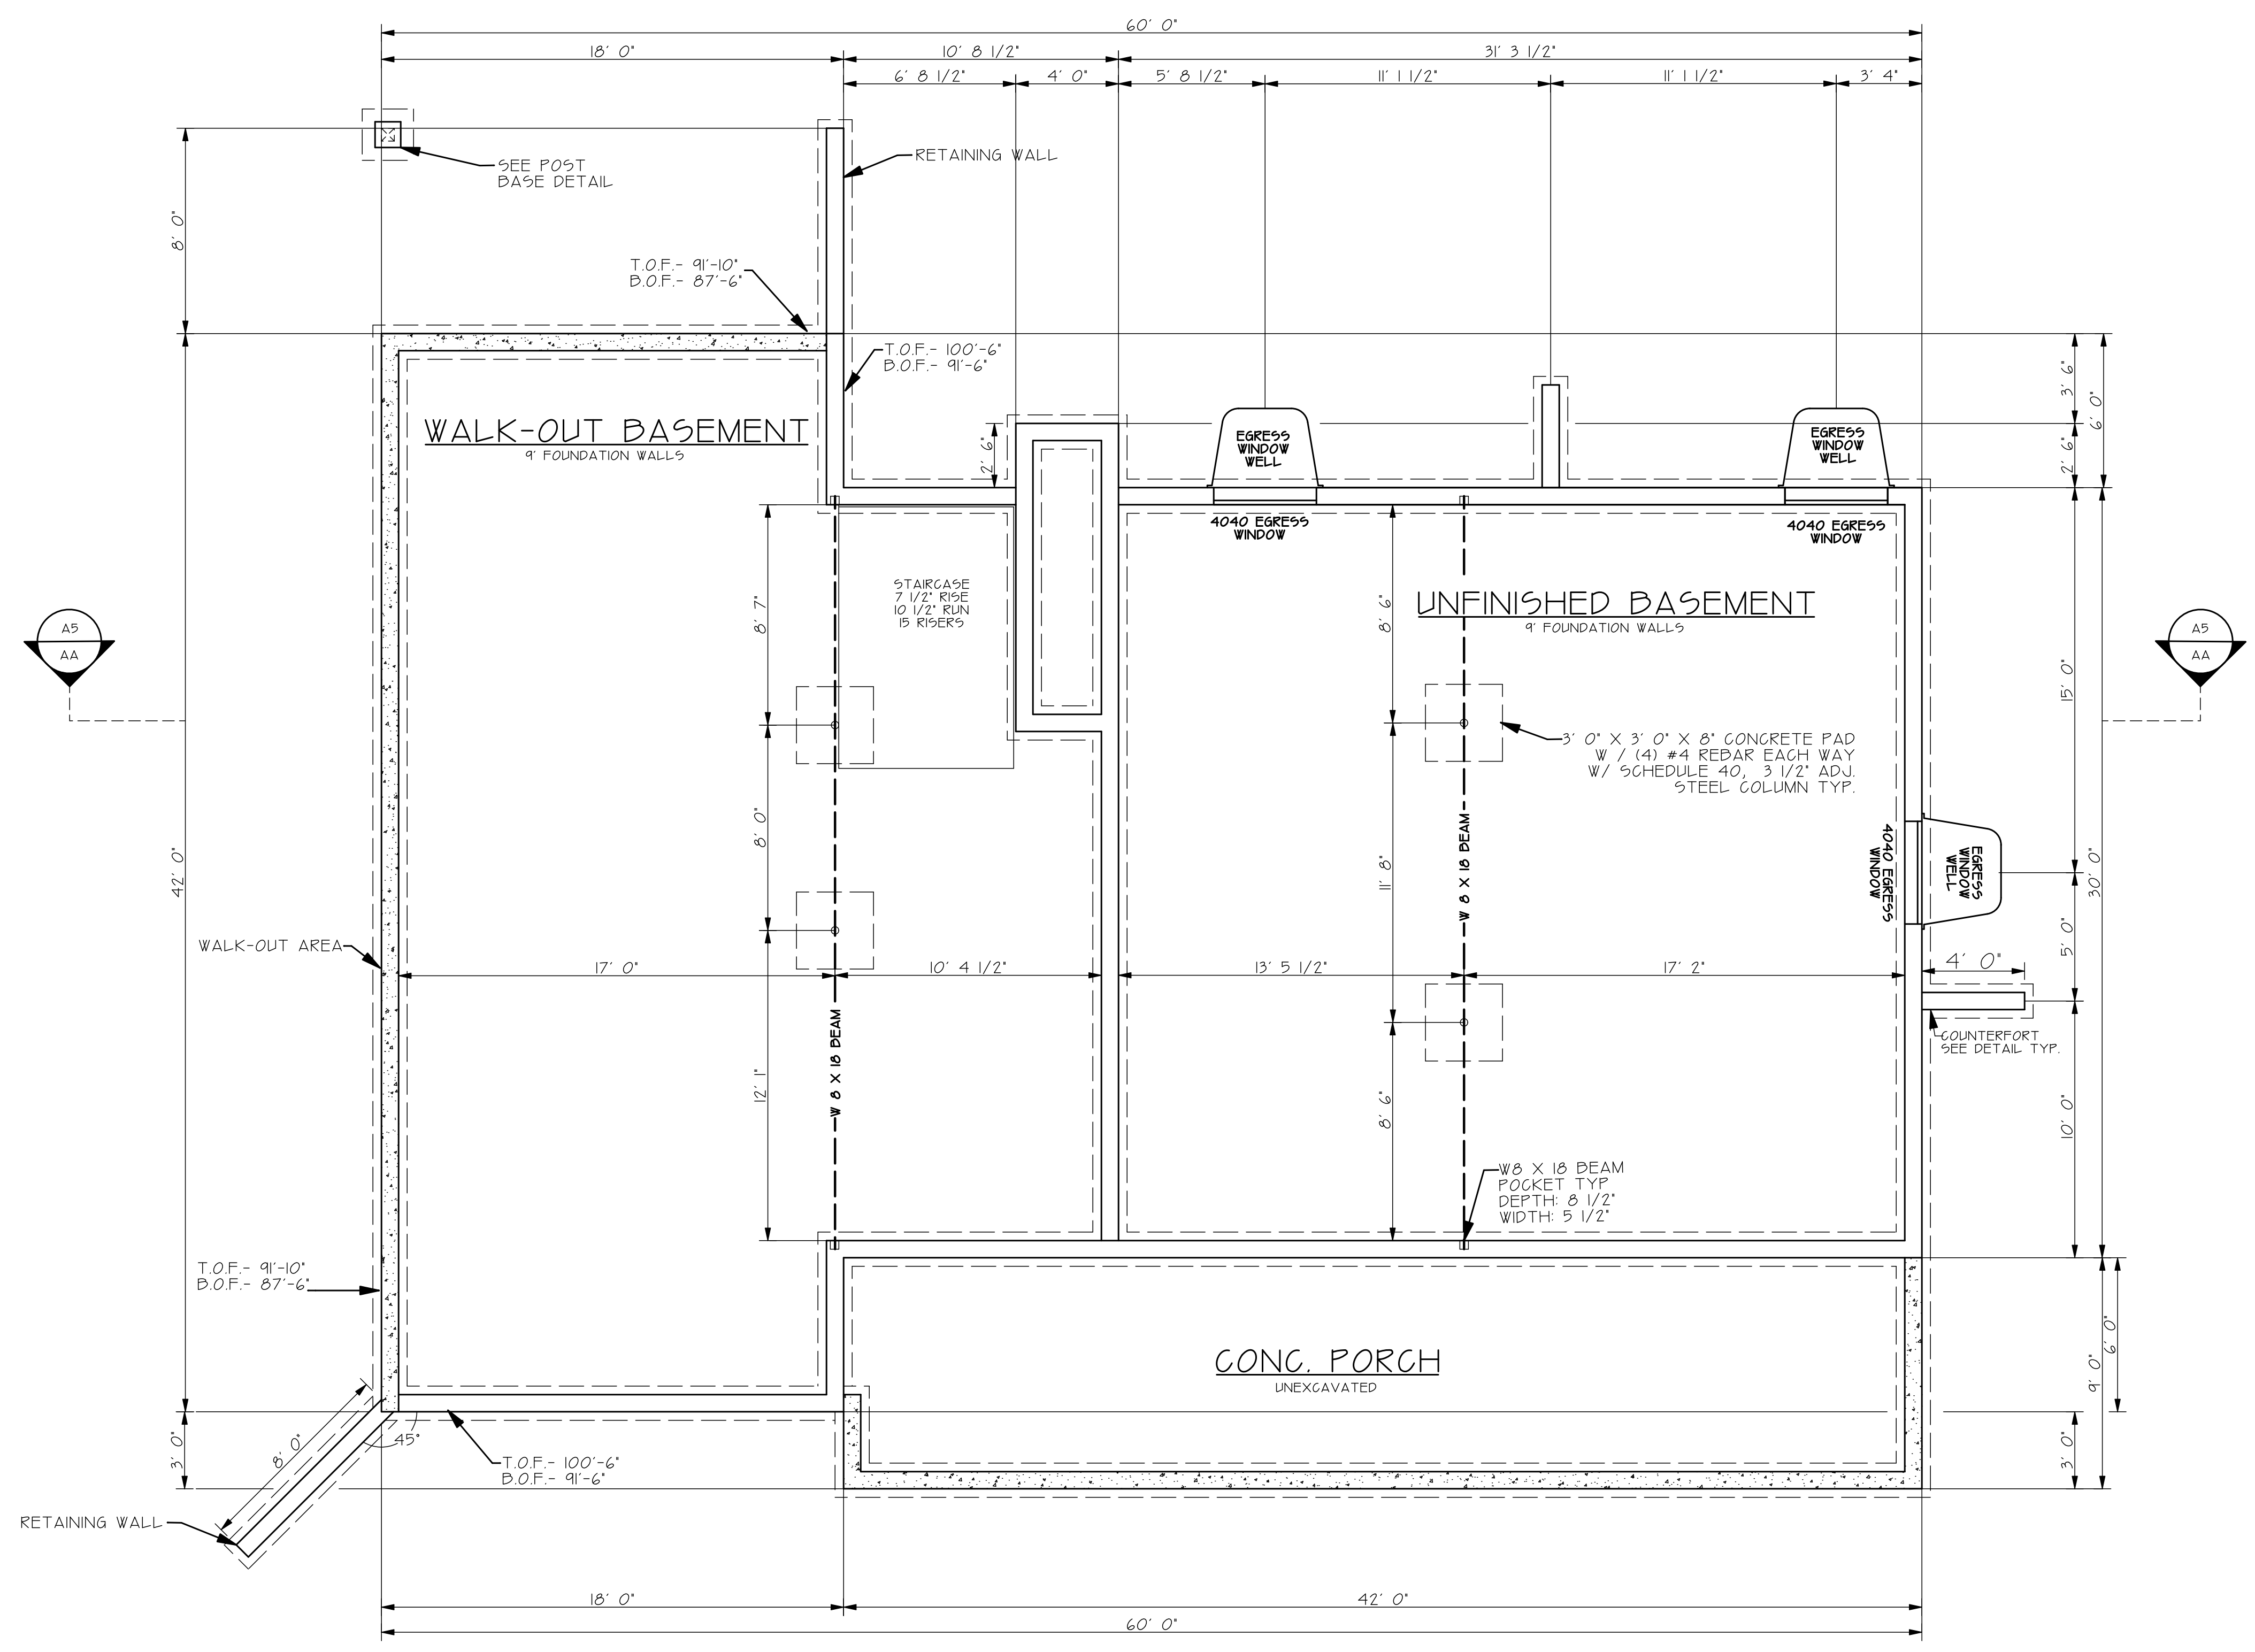 60' 0"
18' 0"
10' 8 1/2"
31' 3 1/2"
6' 8 1/2"
4' 0"
5' 8 1/2"
11' 1 1/2"
11' 1 1/2"
3' 4"
SEE POST
BASE DETAIL
RETAINING WALL
8' 0"
T.O.F.- 91'-10"
B.O.F.- 87'-6"
T.O.F.- 100'-6"
B.O.F.- 91'-6"
3' 6"
6' 0"
2' 6"
2' 6"
WALK-OUT BASEMENT
9' FOUNDATION WALLS
EGRESS
WINDOW
WELL
EGRESS
WINDOW
WELL
4040 EGRESS
WINDOW
4040 EGRESS
WINDOW
STAIRCASE
7 1/2" RISE
10 1/2" RUN
15 RISERS
8' 7"
8' 6"
UNFINISHED BASEMENT
9' FOUNDATION WALLS
A5
AA
A5
AA
15' 0"
3' 0" X 3' 0" X 8" CONCRETE PAD
W / (4) #4 REBAR EACH WAY
W/ SCHEDULE 40, 3 1/2" ADJ.
STEEL COLUMN TYP.
8' 0"
11' 8"
W 8 X 18 BEAM
4040 EGRESS
WINDOW
EGRESS
WINDOW
WELL
42' 0"
30' 0"
WALK-OUT AREA
5' 0"
17' 0"
10' 4 1/2"
13' 5 1/2"
17' 2"
4' 0"
COUNTERFORT
SEE DETAIL TYP.
W 8 X 18 BEAM
12' 1"
8' 6"
10' 0"
W8 X 18 BEAM
POCKET TYP
DEPTH: 8 1/2"
WIDTH: 5 1/2"
T.O.F.- 91'-10"
B.O.F.- 87'-6"
CONC. PORCH
UNEXCAVATED
6' 0"
9' 0"
3' 0"
3' 0"
8' 0"
45°
T.O.F.- 100'-6"
B.O.F.- 91'-6"
RETAINING WALL
18' 0"
42' 0"
60' 0"